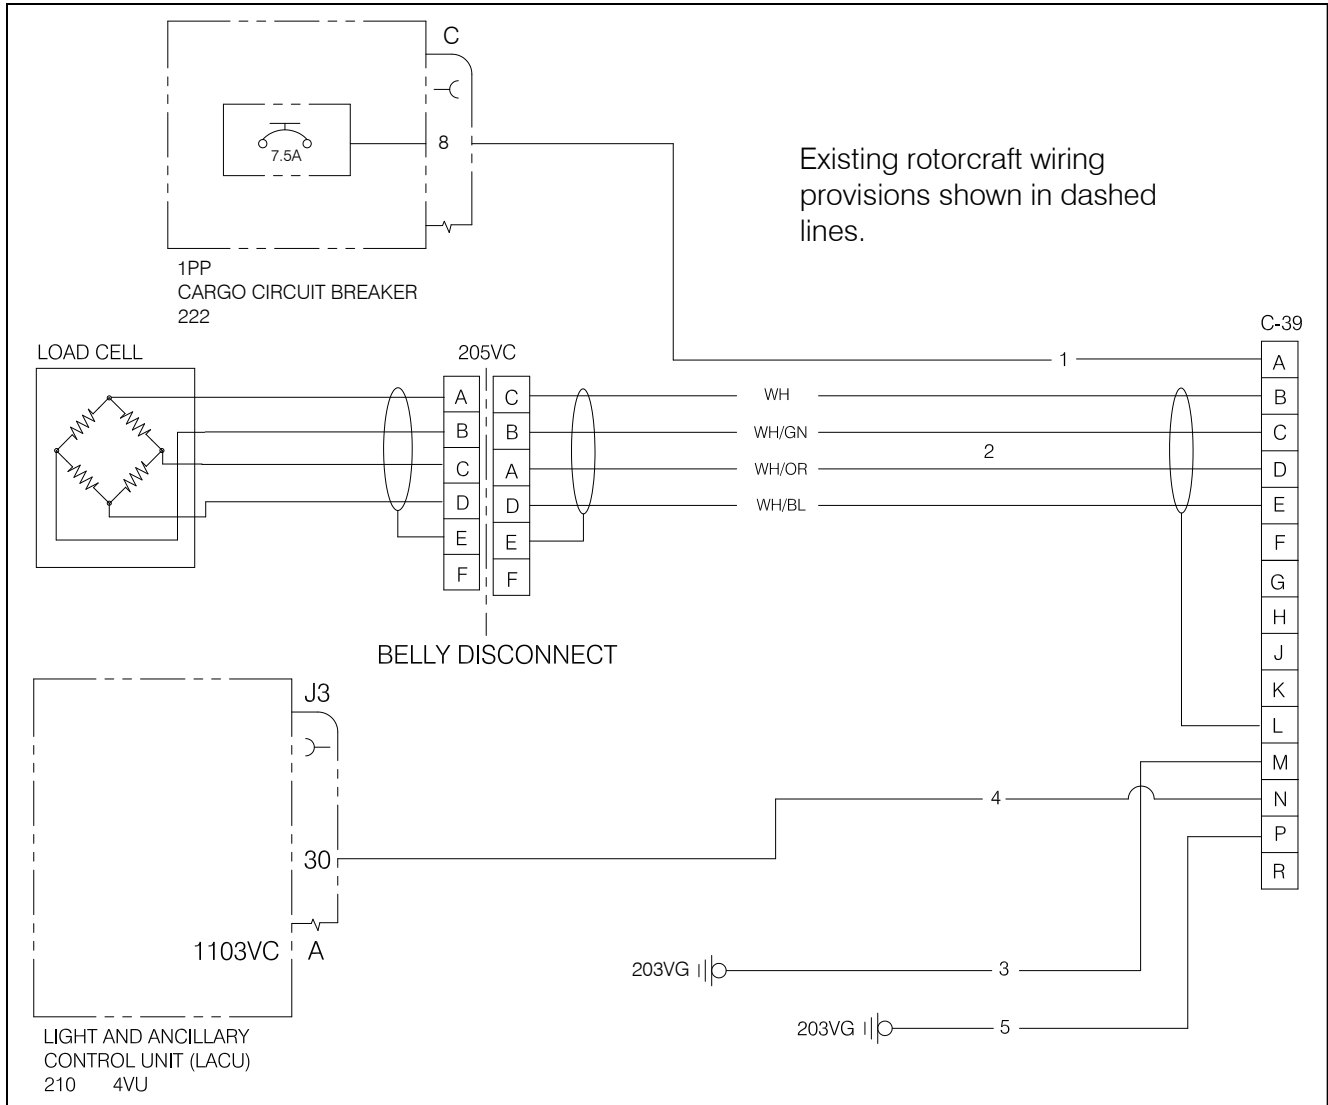 C
7.5A
8
Existing rotorcraft wiring
provisions shown in dashed
lines.
1PP
CARGO CIRCUIT BREAKER
222
C-39
LOAD CELL
205VC
1
A
A
C
WH
B
B
B
WH/GN
C
2
C
A
WH/OR
D
D
D
WH/BL
E
E
E
F
F
F
G
H
J
K
L
M
N
P
R
BELLY DISCONNECT
J3
4
30
1103VC
A
203VG
3
203VG
5
LIGHT AND ANCILLARY
CONTROL UNIT (LACU)
210 4VU